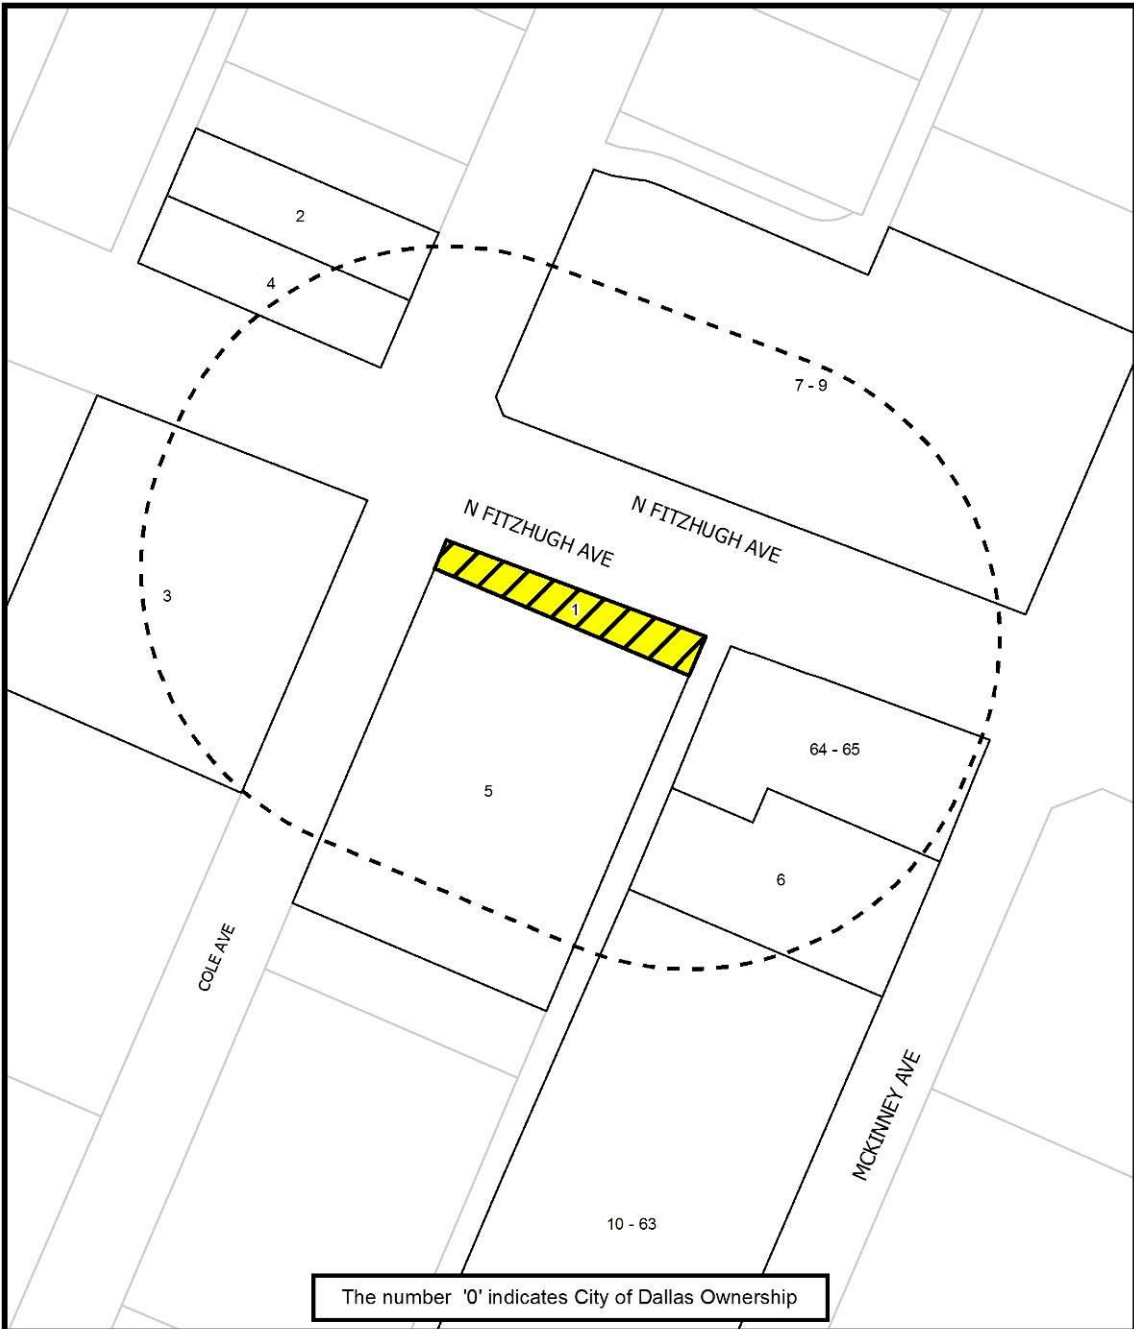 2
4
7 - 9
N FITZHUGH AVE
N FITZHUGH AVE
3
1
64 - 65
5
6
COLE AVE
MCKINNEY AVE
10 - 63
The number '0' indicates City of Dallas Ownership